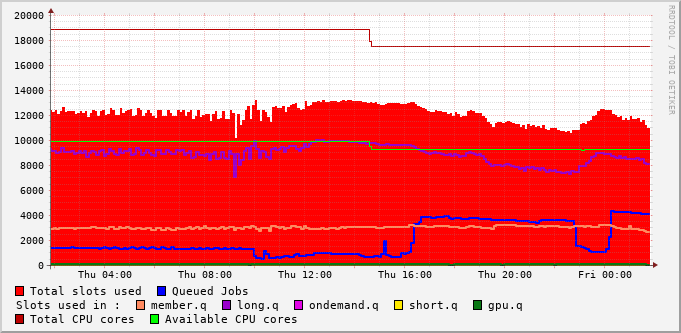 20000
18000
16000
14000
12000
10000
8000
6000
4000
2000
0
Thu 04:00 Thu 08:00 Thu 12:00 Thu 16:00 Thu 20:00 Fri 00:00
RRDTOOL / TOBI OETIKER
Total slots used Queued Jobs
Slots used in : member.q long.q ondemand.q short.q gpu.q
Total CPU cores Available CPU cores